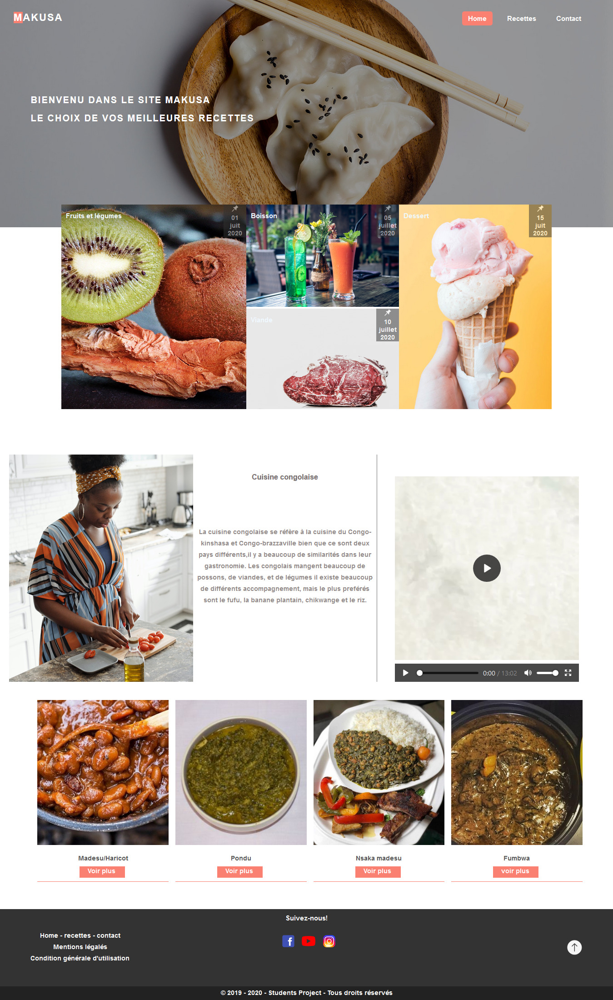 MAKUSA
Home
Recettes
Contact
BIENVENU DANS LE SITE MAKUSA
LE CHOIX DE VOS MEILLEURES RECETTES
Fruits et légumes
01
juit
2020
Boisson
05
juillet
2020
Dessert
15
juit
2020
Viande
10
juillet
2020
Cuisine congolaise
La cuisine congolaise se réfère à la cuisine du Congo-
kinshasa et Congo-brazzaville bien que ce sont deux
pays différents,il y a beaucoup de similarités dans leur
gastronomie. Les congolais mangent beaucoup de
possons, de viandes, et de légumes il existe beaucoup
de différents accompagnement, mais le plus preférés
sont le fufu, la banane plantain, chikwange et le riz.
0:00 / 13:02
Madesu/Haricot
Voir plus
Pondu
Voir plus
Nsaka madesu
Voir plus
Fumbwa
voir plus
Suivez-nous!
Home - recettes - contact
Mentions légalés
Condition générale d'utilisation
© 2019 - 2020 - Students Project - Tous droits réservés